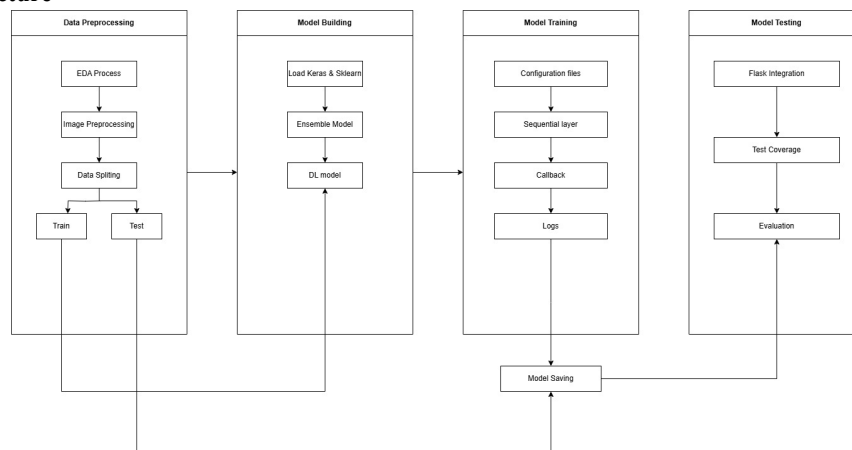 Data Preprocessing
EDA Process
Image Preprocessing
Data Spliting
Train
Test
Model Building
Load Keras & Sklearn
Ensemble Model
DL model
Model Training
Configuration files
Sequential layer
Callback
Logs
Model Saving
Model Testing
Flask Integration
Test Coverage
Evaluation